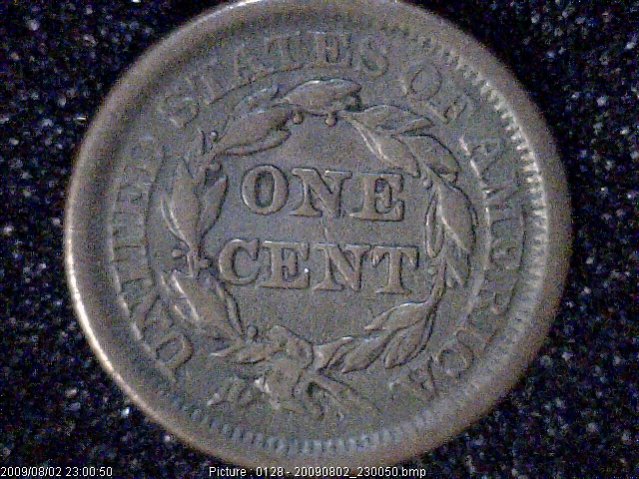 UNITED STATES OF AMERICA
ONE
CENT
2009/08/02 23:00:50
Picture : 0128 - 20090802_230050.bmp